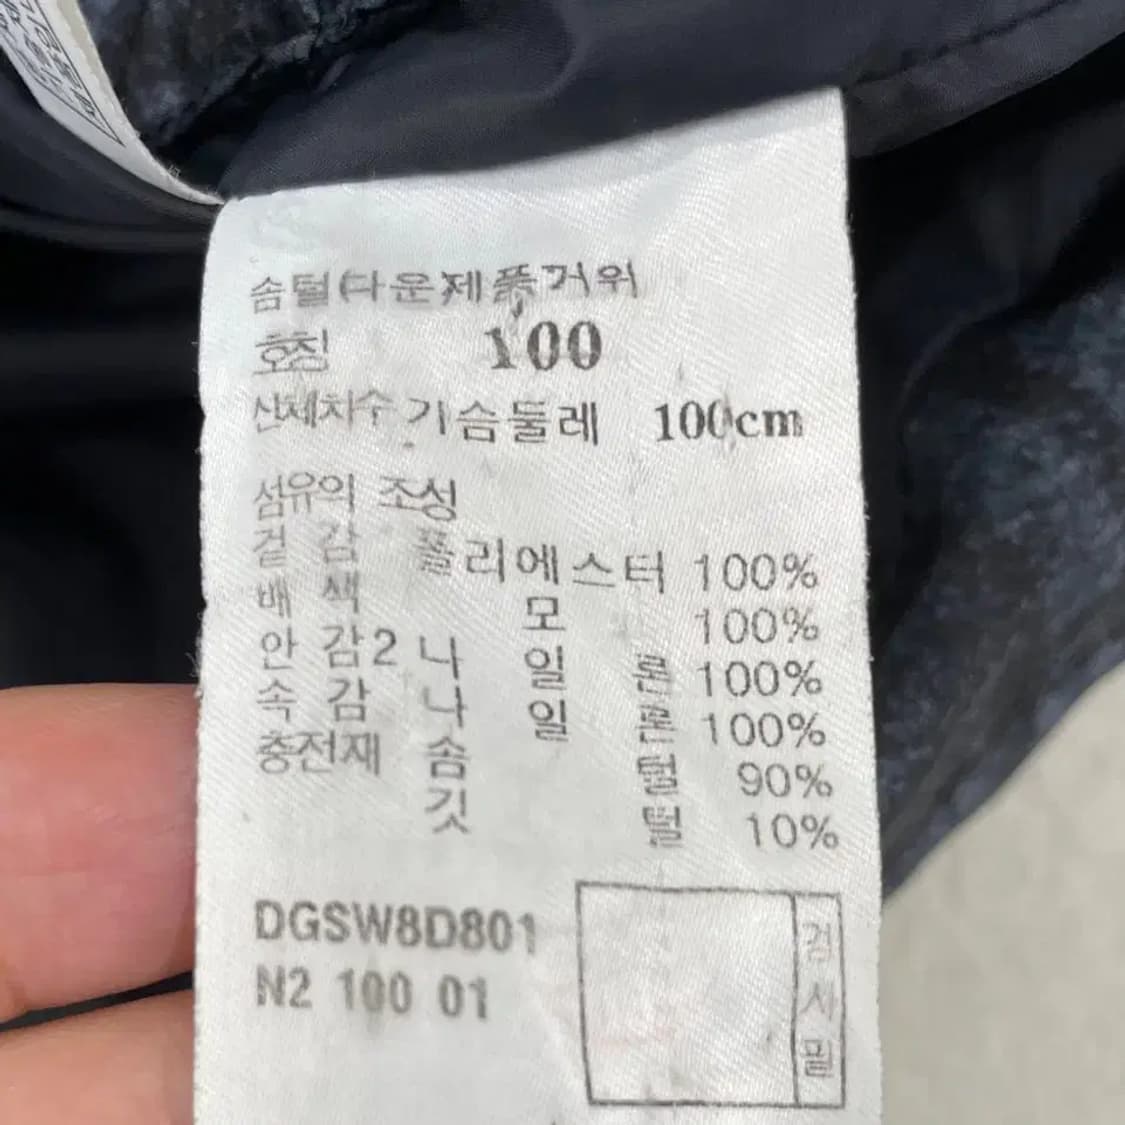 솜털(다운)제품거위
호칭 100
신체치수 가슴둘레 100cm
섬유의 조성
겉 감 폴리에스터 100%
배 색 모 100%
안 감2 나일론 100%
속 감 나일론 100%
충전재 솜털 90%
깃털 10%
DGSW8D801
N2 100 01
검사필